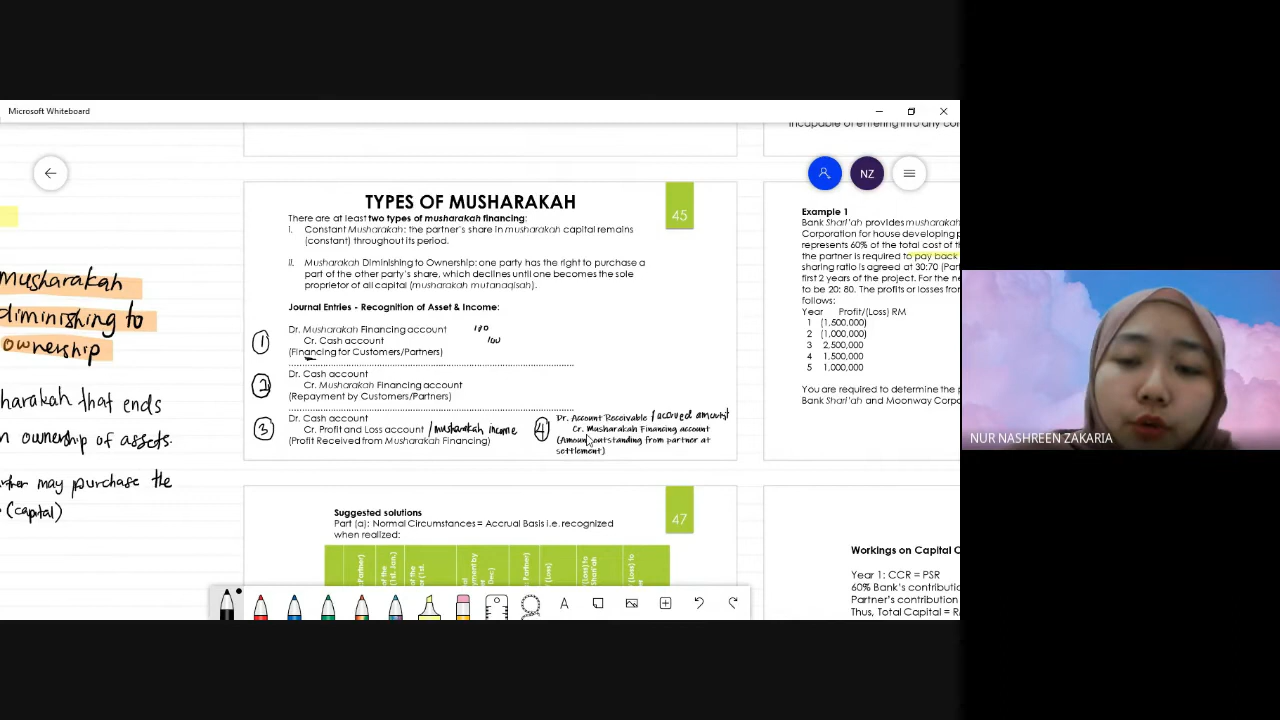 Microsoft Whiteboard
NZ
musharakah
diminishing to
ownership
harakah that ends
n ownership of assets.
may purchase the
(capital)
TYPES OF MUSHARAKAH
45
There are at least two types of musharakah financing:
I. Constant Musharakah: the partner's share in musharakah capital remains
(constant) throughout its period.
II. Musharakah Diminishing to Ownership: one party has the right to purchase a
part of the other party's share, which declines until one becomes the sole
proprietor of all capital (musharakah mutanaqisah).
Journal Entries - Recognition of Asset & Income:
1 Dr. Musharakah Financing account 100
Cr. Cash account 100
(Financing for Customers/Partners)
2 Dr. Cash account
Cr. Musharakah Financing account
(Repayment by Customers/Partners)
3 Dr. Cash account
Cr. Profit and Loss account / musharakah income
(Profit Received from Musharakah Financing)
4 Dr. Account Receivable / accrued amount
Cr. Musharakah Financing account
(Amount outstanding from partner at
settlement)
incapable of entering into any con
Example 1
Bank Shari'ah provides musharakah
Corporation for house developing p
represents 60% of the total cost of th
the partner is required to pay back
sharing ratio is agreed at 30:70 (Part
first 2 years of the project. For the ne
to be 20: 80. The profits or losses from
follows:
Year Profit/(Loss) RM
1 (1,500,000)
2 (1,000,000)
3 2,500,000
4 1,500,000
5 1,000,000
You are required to determine the p
Bank Shari'ah and Moonway Corpo
Suggested solutions
47
Part (a): Normal Circumstances = Accrual Basis i.e. recognized
when realized:
Workings on Capital C
Year 1: CCR = PSR
60% Bank's contributi
Partner's contribution
Thus, Total Capital = R
NUR NASHREEN ZAKARIA